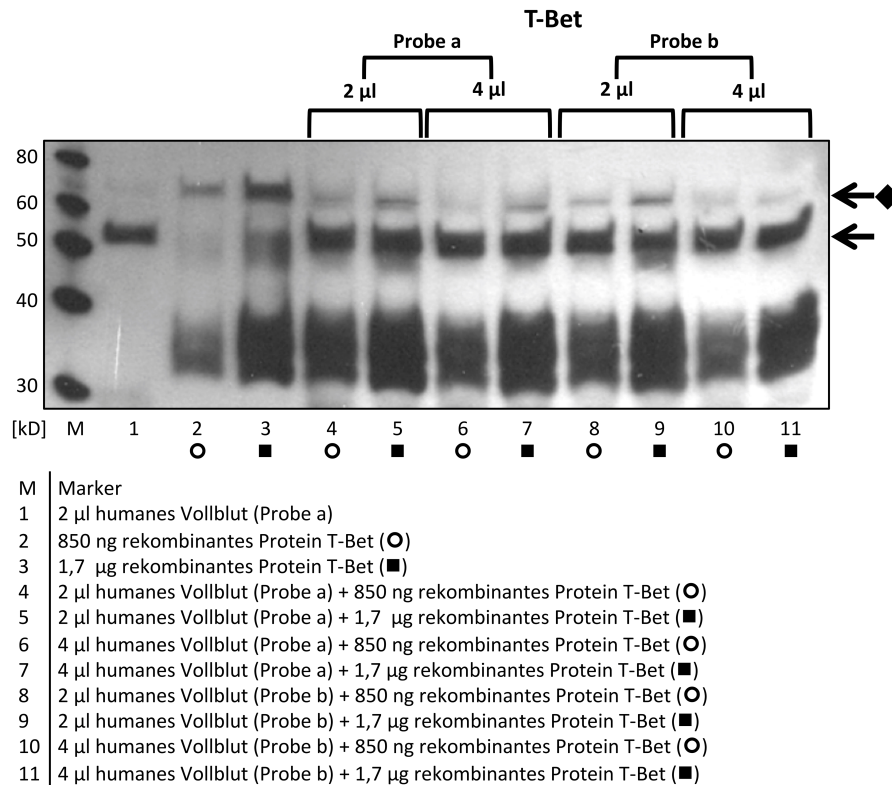 T-Bet
Probe a Probe b
2 µl 4 µl 2 µl 4 µl
80
60
50
40
30
[kD] M 1 2 3 4 5 6 7 8 9 10 11
M Marker
1 2 µl humanes Vollblut (Probe a)
2 850 ng rekombinantes Protein T-Bet (○)
3 1,7 µg rekombinantes Protein T-Bet (■)
4 2 µl humanes Vollblut (Probe a) + 850 ng rekombinantes Protein T-Bet (○)
5 2 µl humanes Vollblut (Probe a) + 1,7 µg rekombinantes Protein T-Bet (■)
6 4 µl humanes Vollblut (Probe a) + 850 ng rekombinantes Protein T-Bet (○)
7 4 µl humanes Vollblut (Probe a) + 1,7 µg rekombinantes Protein T-Bet (■)
8 2 µl humanes Vollblut (Probe b) + 850 ng rekombinantes Protein T-Bet (○)
9 2 µl humanes Vollblut (Probe b) + 1,7 µg rekombinantes Protein T-Bet (■)
10 4 µl humanes Vollblut (Probe b) + 850 ng rekombinantes Protein T-Bet (○)
11 4 µl humanes Vollblut (Probe b) + 1,7 µg rekombinantes Protein T-Bet (■)